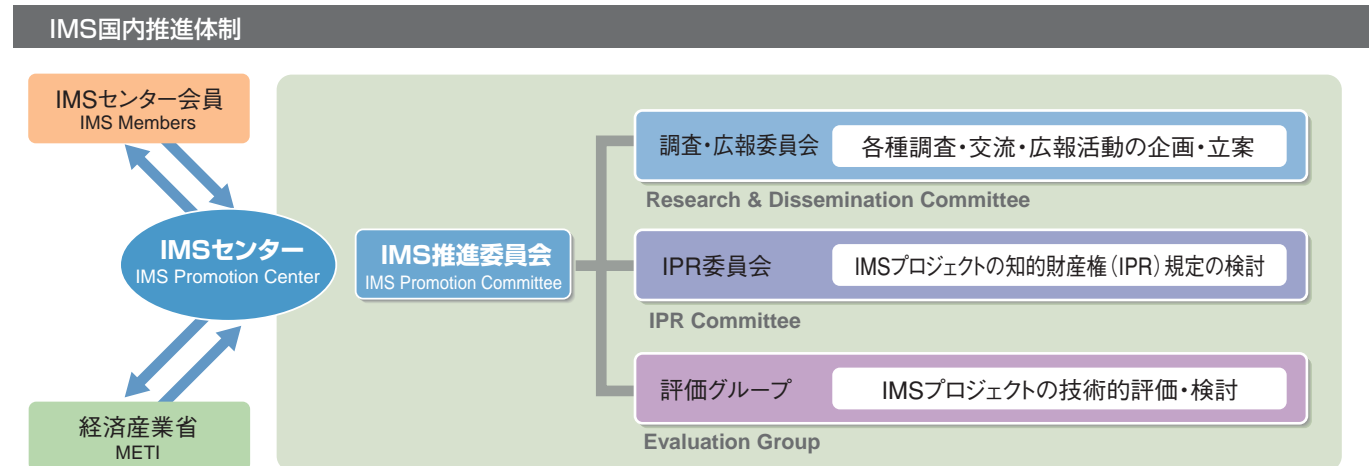 IMS国内推進体制
IMSセンター会員
IMS Members
IMSセンター
IMS Promotion Center
経済産業省
METI
IMS推進委員会
IMS Promotion Committee
調査・広報委員会 各種調査・交流・広報活動の企画・立案
Research & Dissemination Committee
IPR委員会 IMSプロジェクトの知的財産権（IPR）規定の検討
IPR Committee
評価グループ IMSプロジェクトの技術的評価・検討
Evaluation Group